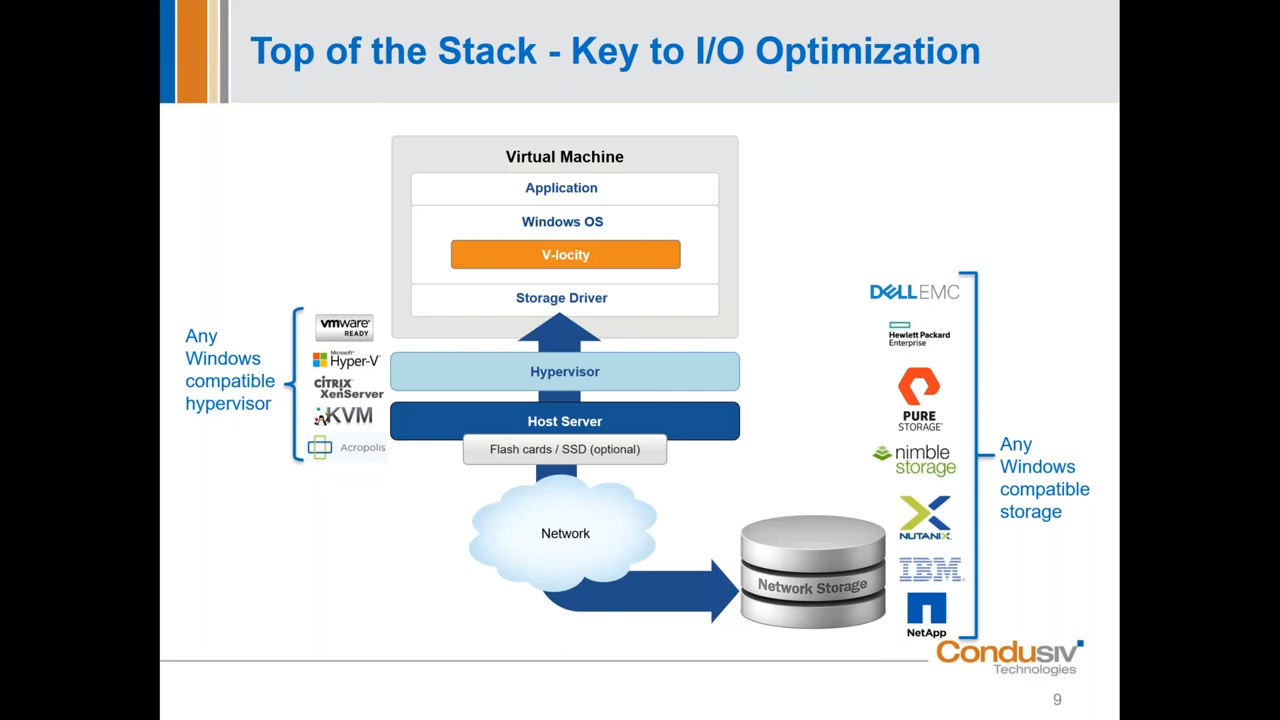 Top of the Stack - Key to I/O Optimization
Virtual Machine
Application
Windows OS
V-locity
Storage Driver
Hypervisor
Host Server
Flash cards / SSD (optional)
Network
Network Storage
Any
Windows
compatible
hypervisor
vmware
READY
Microsoft
Hyper-V
CITRIX
XenServer
KVM
Acropolis
DELLEMC
Hewlett Packard
Enterprise
PURE
STORAGE
nimble
storage
NUTANIX
IBM
NetApp
Any
Windows
compatible
storage
Condusiv
Technologies
9